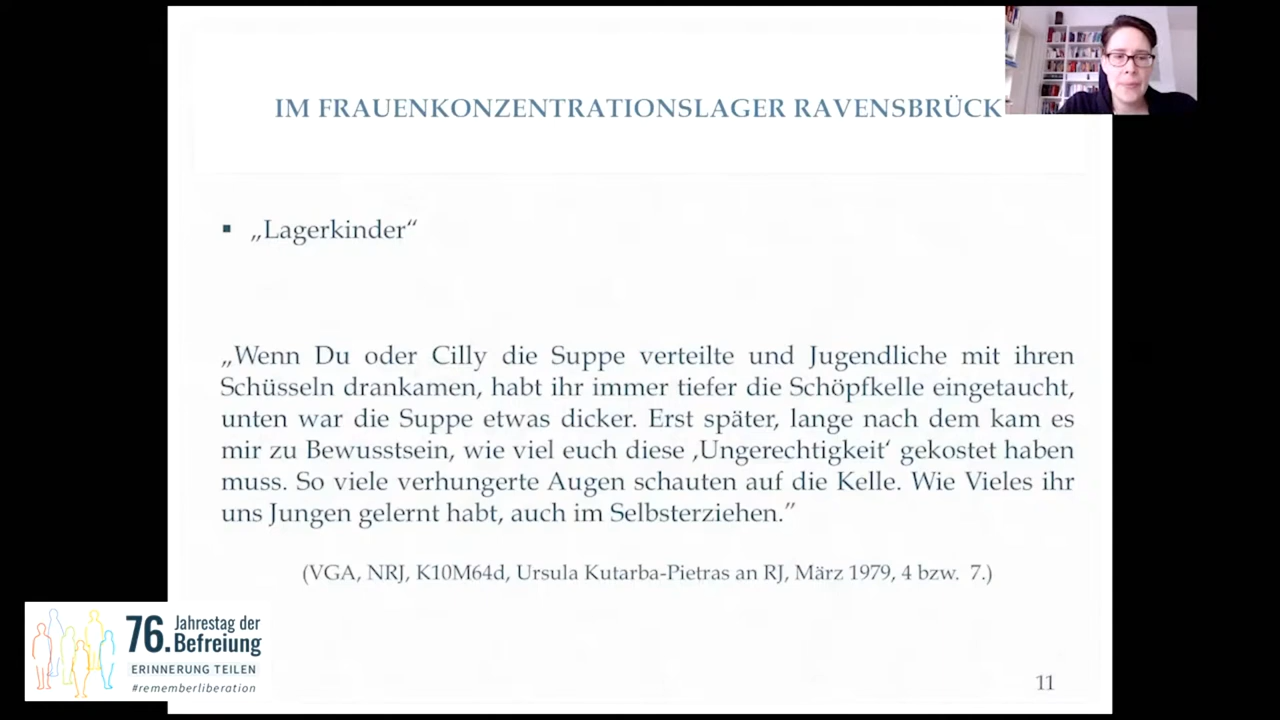 IM FRAUENKONZENTRATIONSLAGER RAVENSBRÜCK
▪ „Lagerkinder“
„Wenn Du oder Cilly die Suppe verteilte und Jugendliche mit ihren
Schüsseln drankamen, habt ihr immer tiefer die Schöpfkelle eingetaucht,
unten war die Suppe etwas dicker. Erst später, lange nach dem kam es
mir zu Bewusstsein, wie viel euch diese ‚Ungerechtigkeit‘ gekostet haben
muss. So viele verhungerte Augen schauten auf die Kelle. Wie Vieles ihr
uns Jungen gelernt habt, auch im Selbsterziehen.”
(VGA, NRJ, K10M64d, Ursula Kutarba-Pietras an RJ, März 1979, 4 bzw. 7.)
76. Jahrestag der
Befreiung
ERINNERUNG TEILEN
#rememberliberation
11